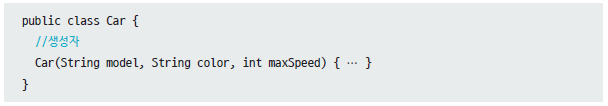 public class Car {
//생성자
Car(String model, String color, int maxSpeed) { … }
}